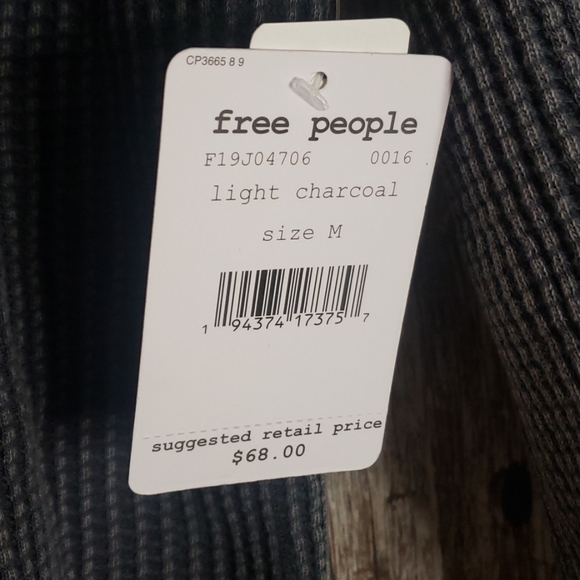 CP3665 8 9
free people
F19J04706 0016
light charcoal
size M
1 94374 17375 7
suggested retail price
$68.00